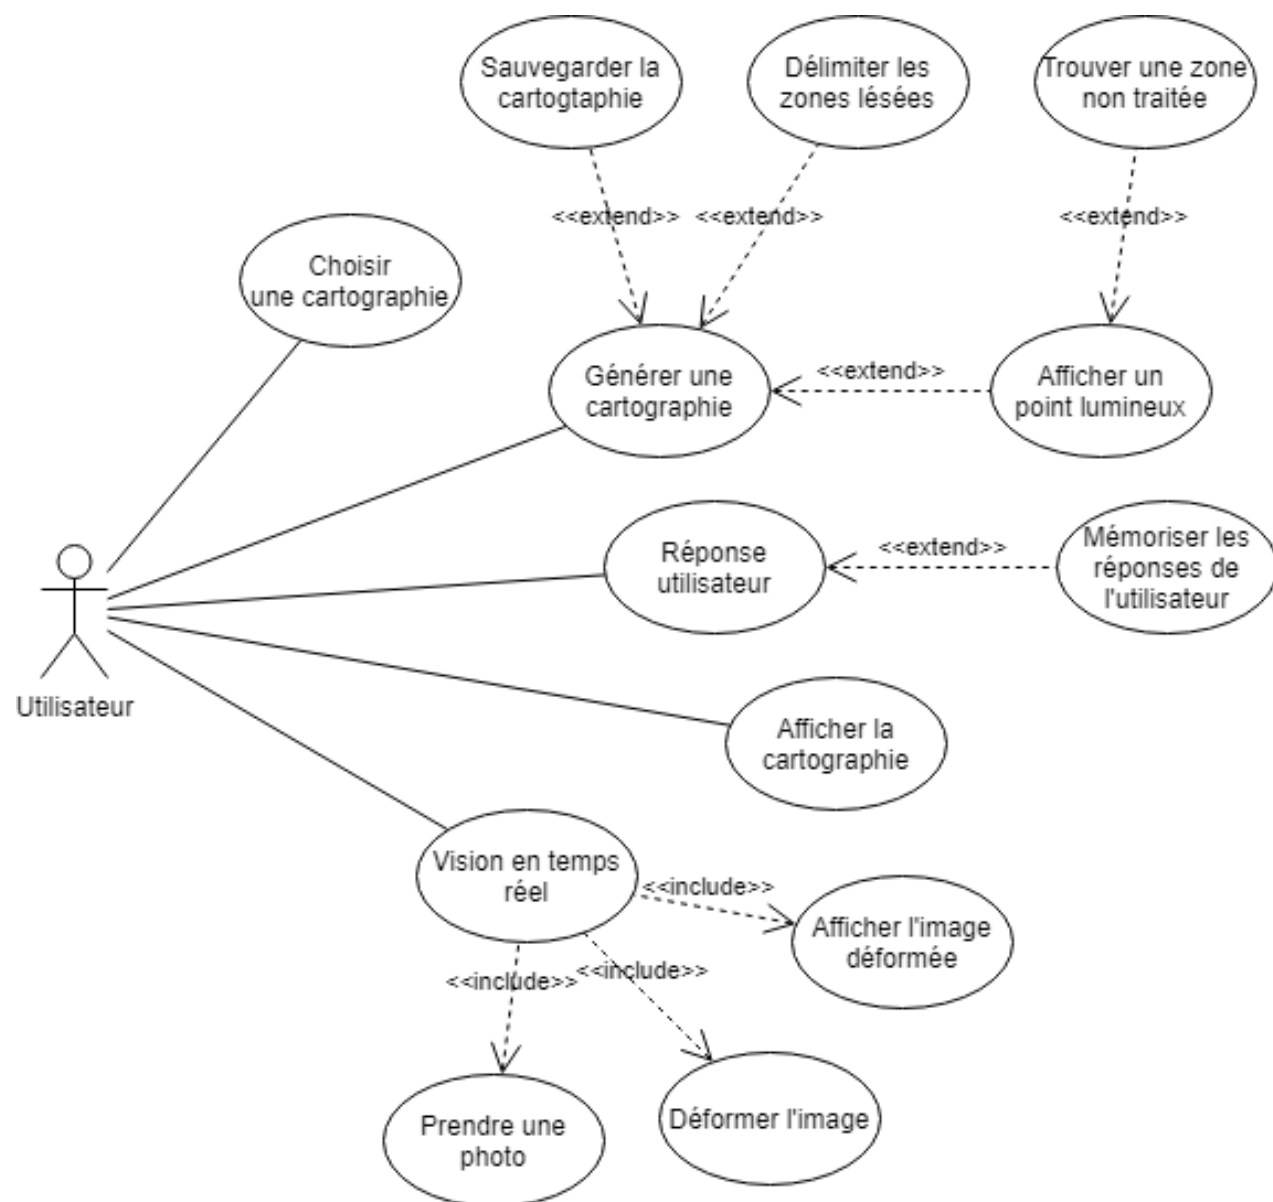 Sauvegarder la
cartogtaphie
Délimiter les
zones lésées
Trouver une zone
non traitée
<<extend>>
<<extend>>
<<extend>>
Choisir
une cartographie
Générer une
cartographie
<<extend>>
Afficher un
point lumineux
Réponse
utilisateur
<<extend>>
Mémoriser les
réponses de
l'utilisateur
Utilisateur
Afficher la
cartographie
Vision en temps
réel
<<include>>
Afficher l'image
déformée
<<include>>
<<include>>
Prendre une
photo
Déformer l'image